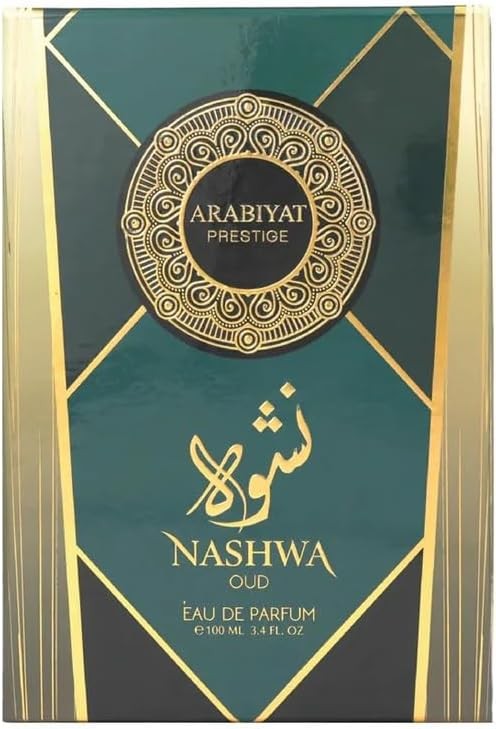 ARABIYAT
PRESTIGE
نشوة
NASHWA
OUD
EAU DE PARFUM
℮100 ML 3.4 FL. OZ